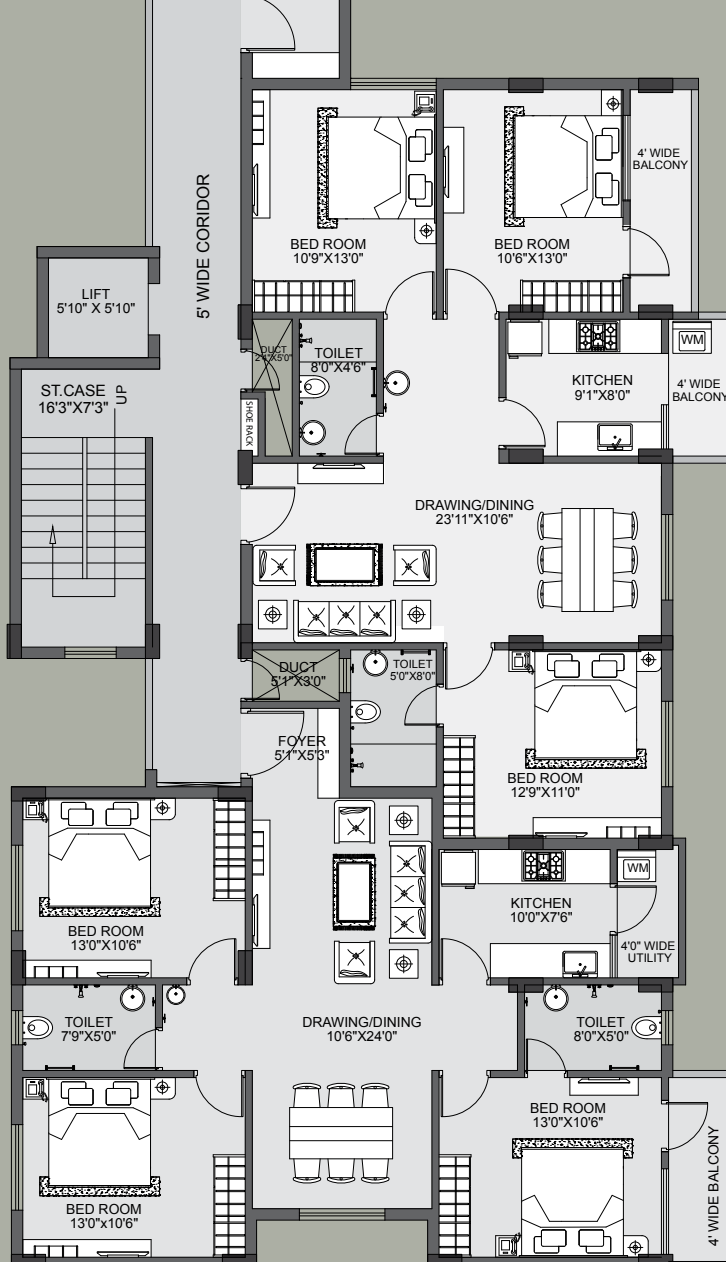 5' WIDE CORIDOR
BED ROOM
10'9"X13'0"
BED ROOM
10'6"X13'0"
4' WIDE
BALCONY
LIFT
5'10" X 5'10"
ST.CASE
16'3"X7'3"
UP
DUCT
2'4"X5'0"
TOILET
8'0"X4'6"
SHOE RACK
KITCHEN
9'1"X8'0"
WM
4' WIDE
BALCONY
DRAWING/DINING
23'11"X10'6"
DUCT
5'1"X3'0"
TOILET
5'0"X8'0"
FOYER
5'1"X5'3"
BED ROOM
12'9"X11'0"
BED ROOM
13'0"X10'6"
KITCHEN
10'0"X7'6"
WM
4'0" WIDE
UTILITY
TOILET
7'9"X5'0"
DRAWING/DINING
10'6"X24'0"
TOILET
8'0"X5'0"
BED ROOM
13'0"x10'6"
BED ROOM
13'0"X10'6"
4' WIDE BALCONY